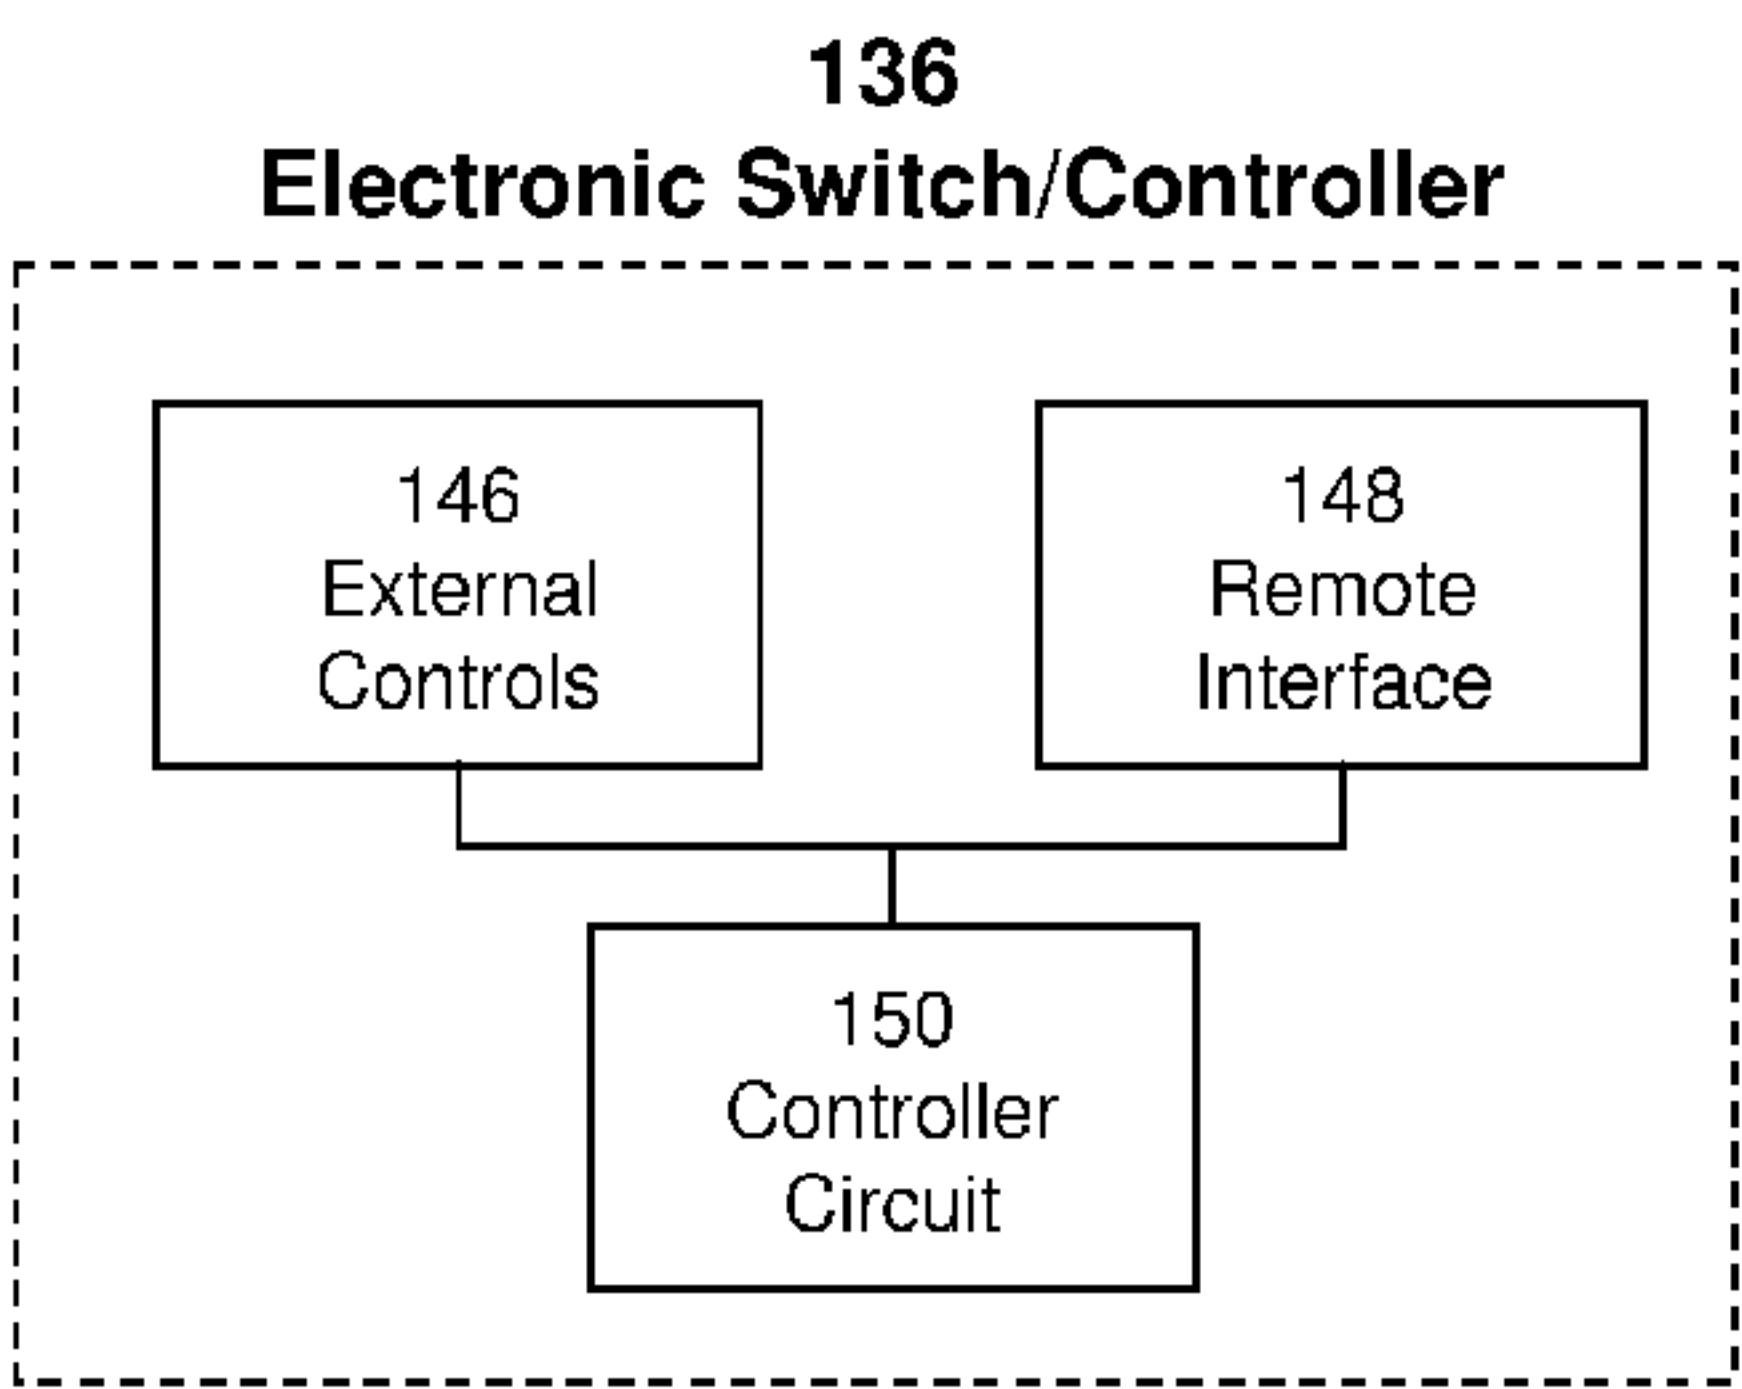 136
Electronic Switch/Controller
146
External
Controls
148
Remote
Interface
150
Controller
Circuit